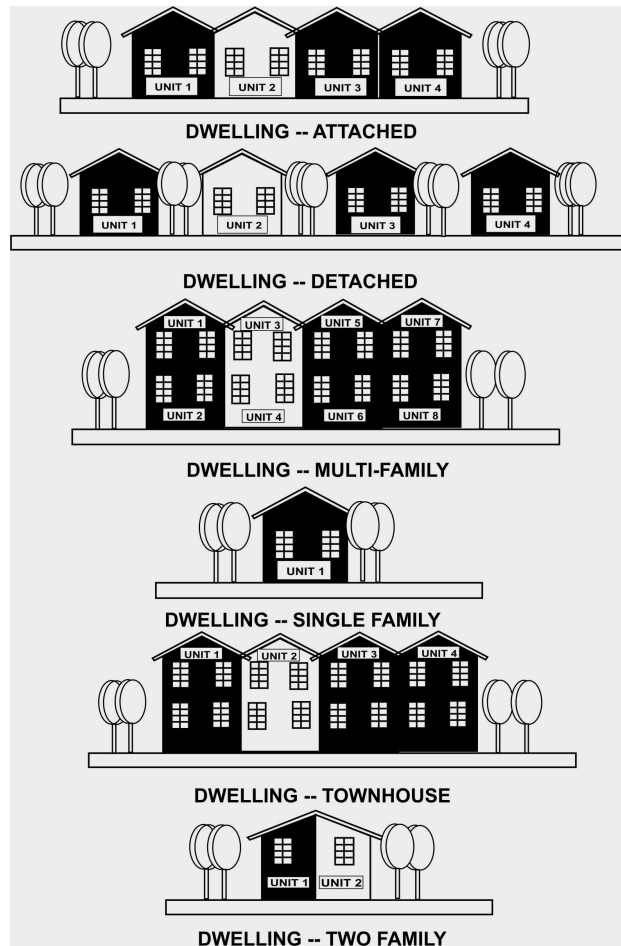 UNIT 1 UNIT 2 UNIT 3 UNIT 4
DWELLING -- ATTACHED
UNIT 1 UNIT 2 UNIT 3 UNIT 4
DWELLING -- DETACHED
UNIT 1 UNIT 3 UNIT 5 UNIT 7
UNIT 2 UNIT 4 UNIT 6 UNIT 8
DWELLING -- MULTI-FAMILY
UNIT 1
DWELLING -- SINGLE FAMILY
UNIT 1 UNIT 2 UNIT 3 UNIT 4
DWELLING -- TOWNHOUSE
UNIT 1 UNIT 2
DWELLING -- TWO FAMILY